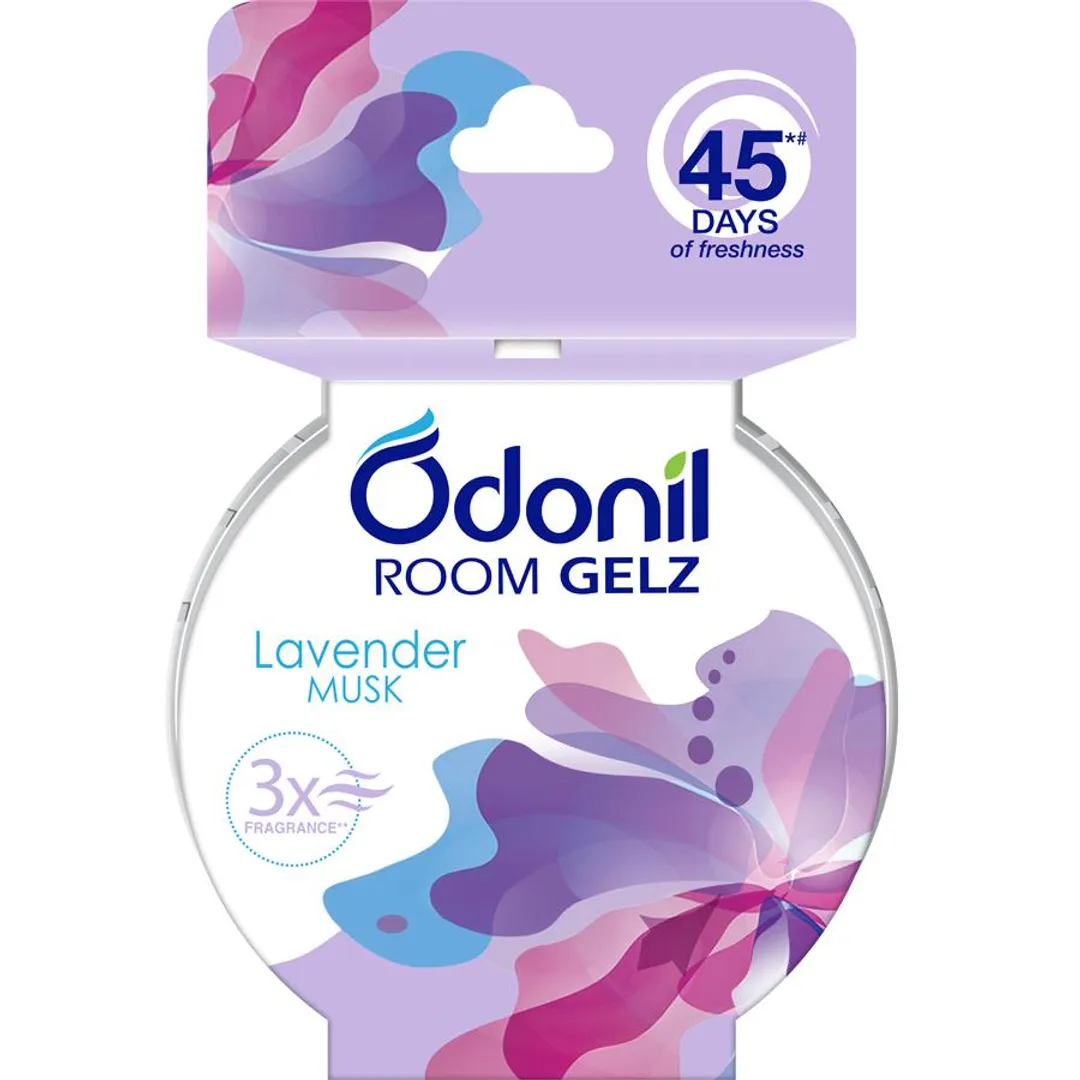 45*#
DAYS
of freshness
Odonil
ROOM GELZ
Lavender
MUSK
3x
FRAGRANCE**